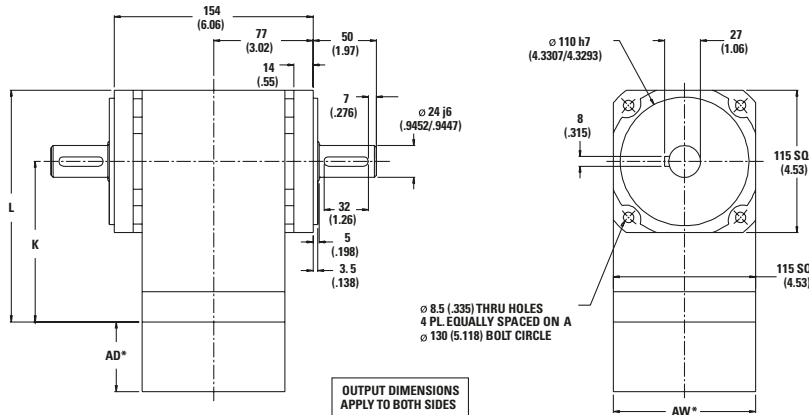 154
(6.06)
77
(3.02)
50
(1.97)
14
(.55)
7
(.276)
⌀ 24 j6
(.9452/.9447)
L
K
32
(1.26)
5
(.198)
3. 5
(.138)
AD*
OUTPUT DIMENSIONS
APPLY TO BOTH SIDES
⌀ 110 h7
(4.3307/4.3293)
27
(1.06)
8
(.315)
115 SQ.
(4.53)
115 SQ
(4.53)
⌀ 8.5 (.335) THRU HOLES
4 PL. EQUALLY SPACED ON A
⌀ 130 (5.118) BOLT CIRCLE
AW*